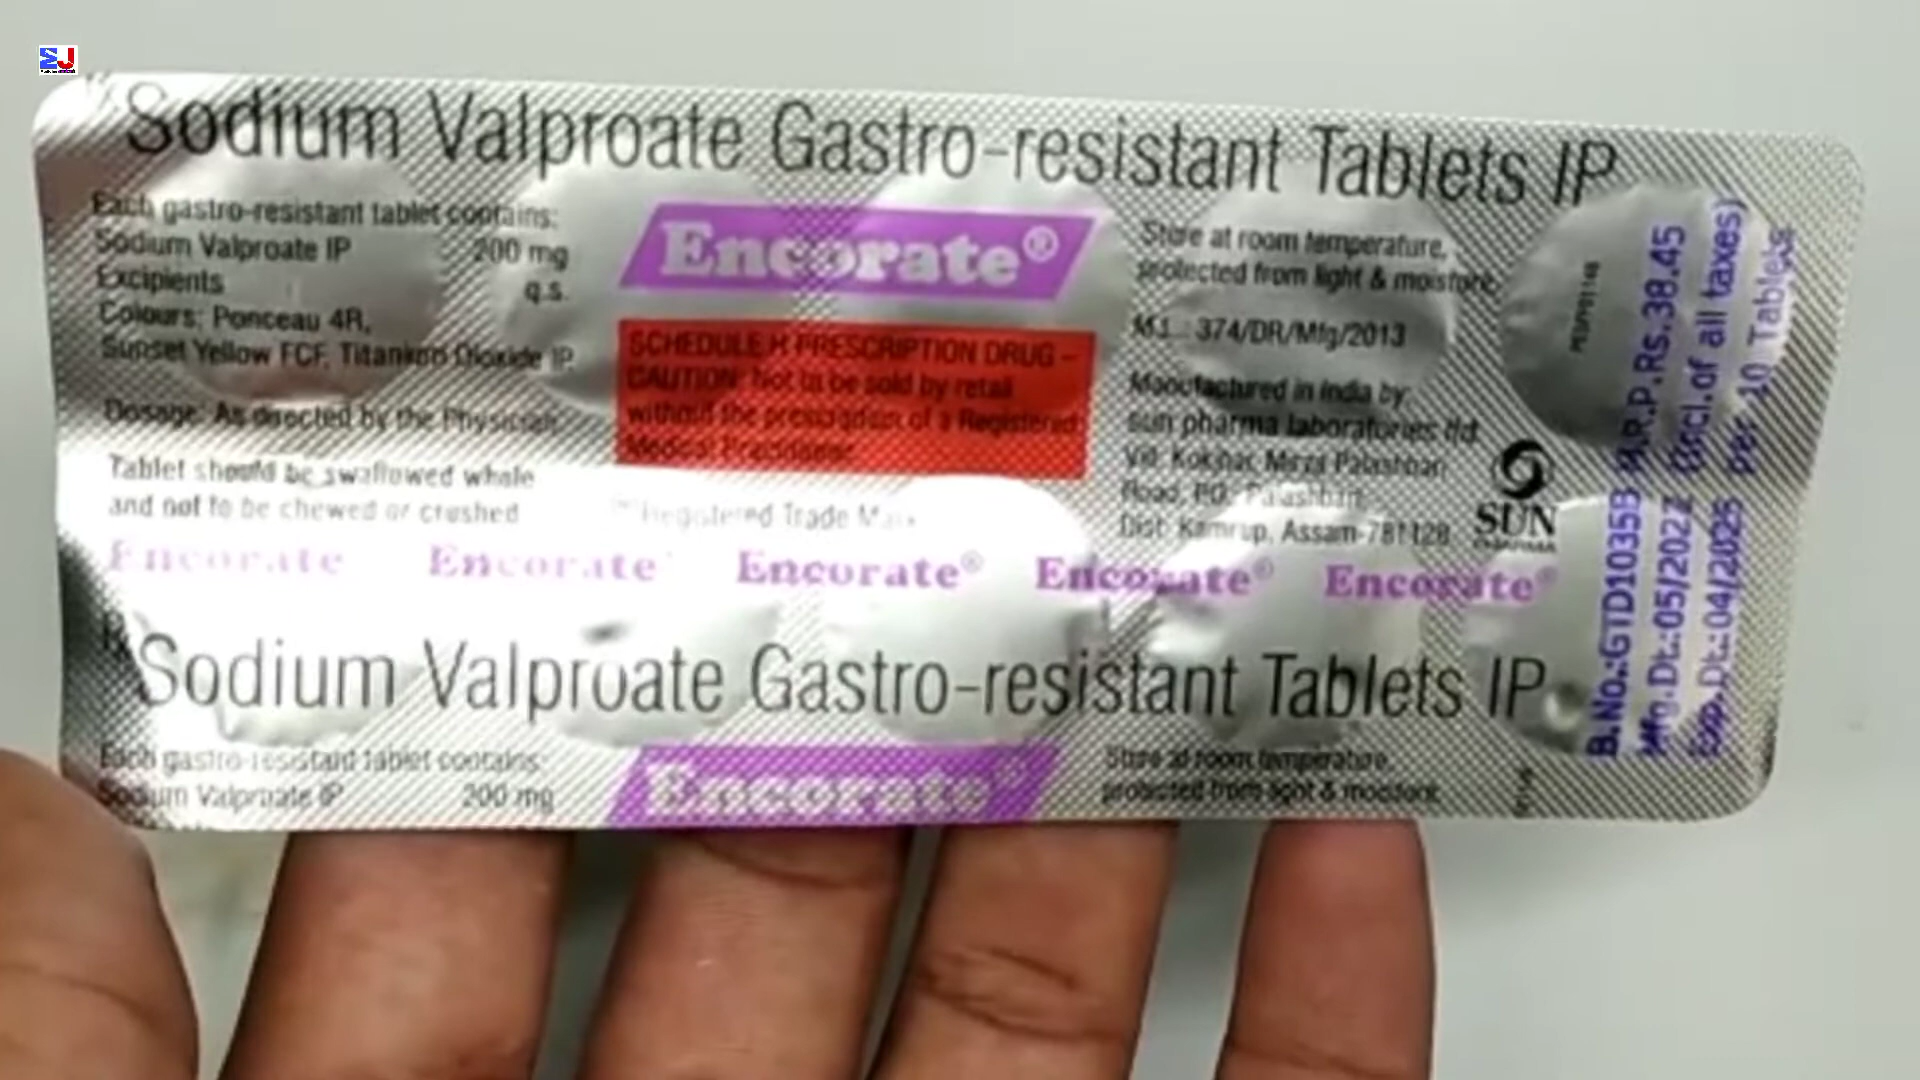 Sodium Valproate Gastro-resistant Tablets IP
Each gastro-resistant tablet contains:
Sodium Valproate IP 200 mg
Excipients q.s.
Colours: Ponceau 4R,
Sunset Yellow FCF, Titanium Dioxide IP.
Dosage: As directed by the Physician
Tablet should be swallowed whole
and not to be chewed or crushed
Encorate®
SCHEDULE H PRESCRIPTION DRUG –
CAUTION: Not to be sold by retail
without the prescription of a Registered
Medical Practitioner
Registered Trade Mark
Store at room temperature,
protected from light & moisture
M.L.: 374/DR/Mfg/2013
Manufactured in India by:
sun pharma laboratories ltd.
Vill. Kokjhar, Mirza Palashbari
Road, P.O.: Palashbari
Dist. Kamrup, Assam-781128
SUN
PHARMA
Encorate Encorate Encorate® Encorate® Encorate®
Rx
Sodium Valproate Gastro-resistant Tablets IP
Each gastro-resistant tablet contains:
Sodium Valproate IP 200 mg
Encorate®
Store at room temperature,
protected from light & moisture
B.No.:GTD1035B M.R.P.Rs.38.45
Mfg.Dt.:05/2022 (Incl.of all taxes)
Exp.Dt.:04/2025 per 10 Tablets